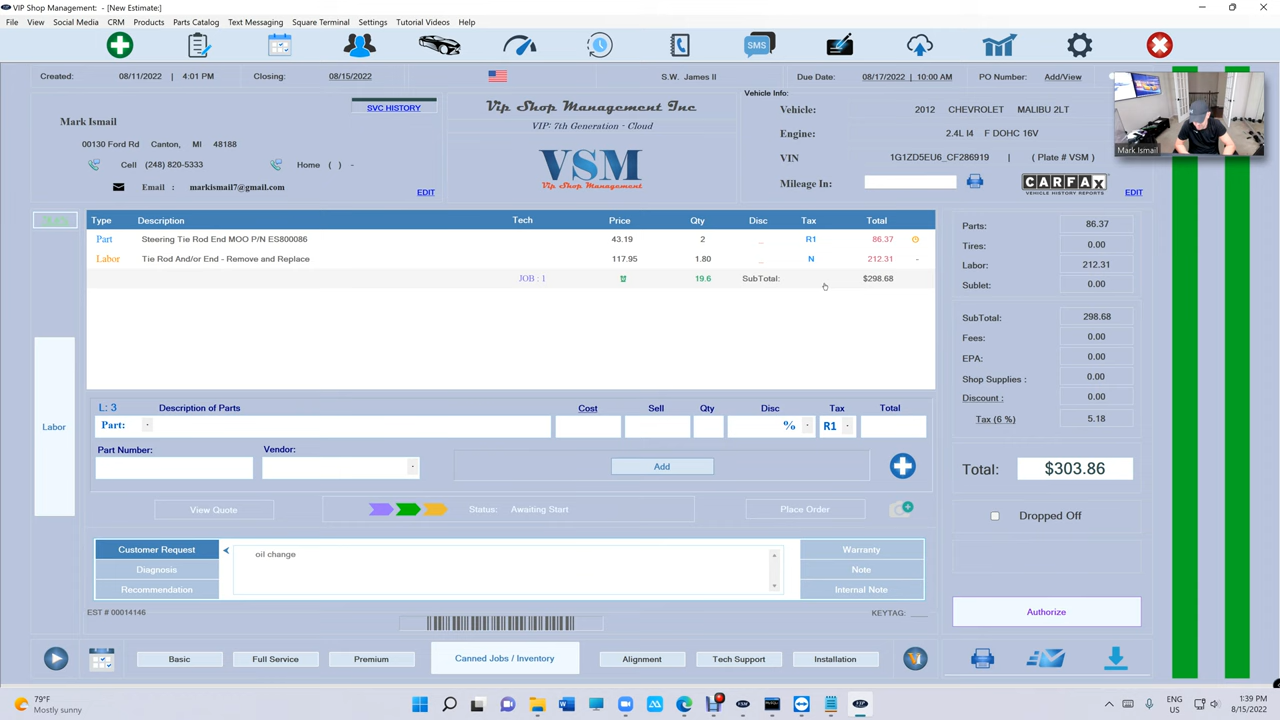 VIP Shop Management: - [New Estimate:]
File View Social Media CRM Products Parts Catalog Text Messaging Square Terminal Settings Tutorial Videos Help
SMS
Created: 08/11/2022 | 4:01 PM Closing: 08/15/2022 S.W. James II Due Date: 08/17/2022 | 10:00 AM PO Number: Add/View
SVC HISTORY
Mark Ismail
00130 Ford Rd Canton, MI 48188
Cell (248) 820-5333 Home ( ) -
Email : markismail7@gmail.com
EDIT
Vip Shop Management Inc
VIP: 7th Generation - Cloud
VSM
Vip Shop Management
Vehicle Info:
Vehicle: 2012 CHEVROLET MALIBU 2LT
Engine: 2.4L I4 F DOHC 16V
VIN 1G1ZD5EU6_CF286919 | ( Plate # VSM )
Mileage In: CARFAX
VEHICLE HISTORY REPORTS
EDIT
Mark Ismail
Type Description Tech Price Qty Disc Tax Total
Part Steering Tie Rod End MOO P/N ES800086 43.19 2 _ R1 86.37
Labor Tie Rod And/or End - Remove and Replace 117.95 1.80 _ N 212.31 -
JOB : 1 19.6 SubTotal: $298.68
Labor
L: 3 Description of Parts Cost Sell Qty Disc Tax Total
Part: % R1
Part Number: Vendor:
Add
View Quote Status: Awaiting Start Place Order
Customer Request oil change Warranty
Diagnosis Note
Recommendation Internal Note
EST # 00014146 KEYTAG: ____
Parts: 86.37
Tires: 0.00
Labor: 212.31
Sublet: 0.00
SubTotal: 298.68
Fees: 0.00
EPA: 0.00
Shop Supplies : 0.00
Discount : 0.00
Tax (6 %) 5.18
Total: $303.86
Dropped Off
Authorize
Basic Full Service Premium Canned Jobs / Inventory Alignment Tech Support Installation
79°F
Mostly sunny
ENG
US
1:39 PM
8/15/2022